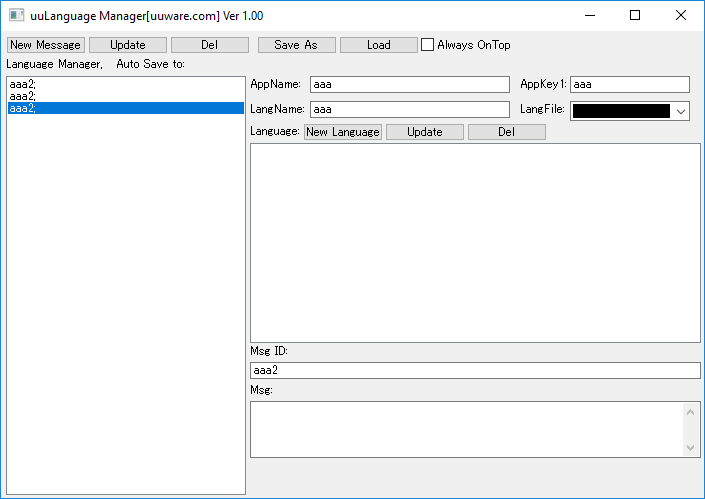 uuLanguage Manager[uuware.com] Ver 1.00
New Message Update Del Save As Load Always OnTop
Language Manager, Auto Save to:
aaa2;
aaa2;
aaa2;
AppName: aaa AppKey1: aaa
LangName: aaa LangFile:
Language: New Language Update Del
Msg ID:
aaa2
Msg: